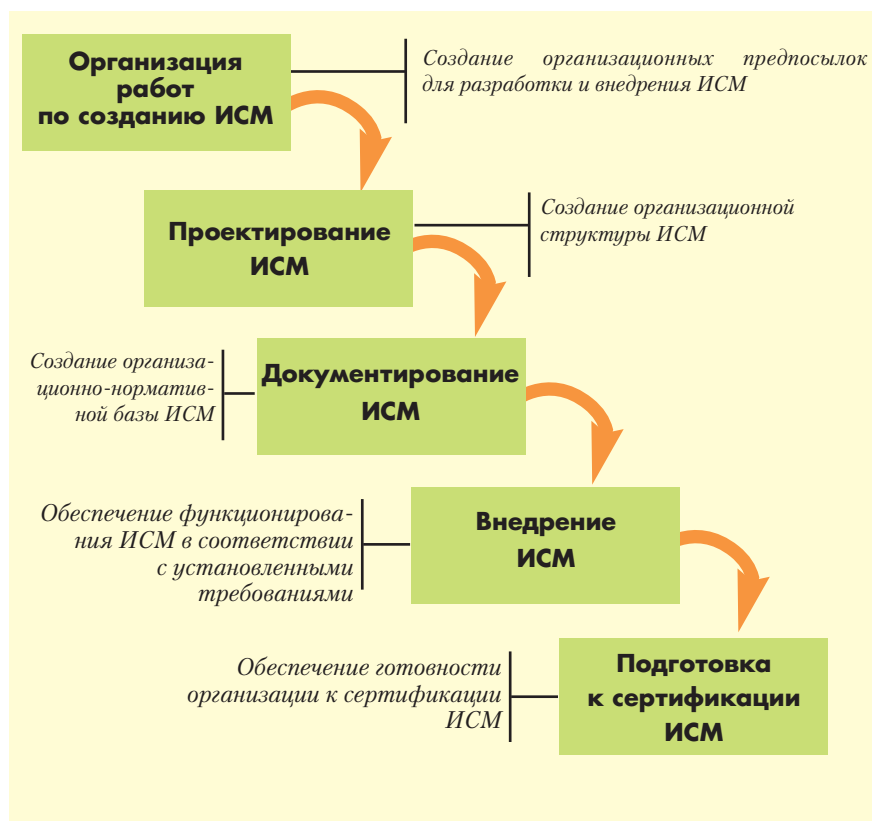 Организация
работ
по созданию ИСМ
Создание организационных предпосылок
для разработки и внедрения ИСМ
Проектирование
ИСМ
Создание организационной
структуры ИСМ
Создание организа-
ционно-норматив-
ной базы ИСМ
Документирование
ИСМ
Обеспечение функционирова-
ния ИСМ в соответствии
с установленными
требованиями
Внедрение
ИСМ
Обеспечение готовности
организации к сертификации
ИСМ
Подготовка
к сертификации
ИСМ